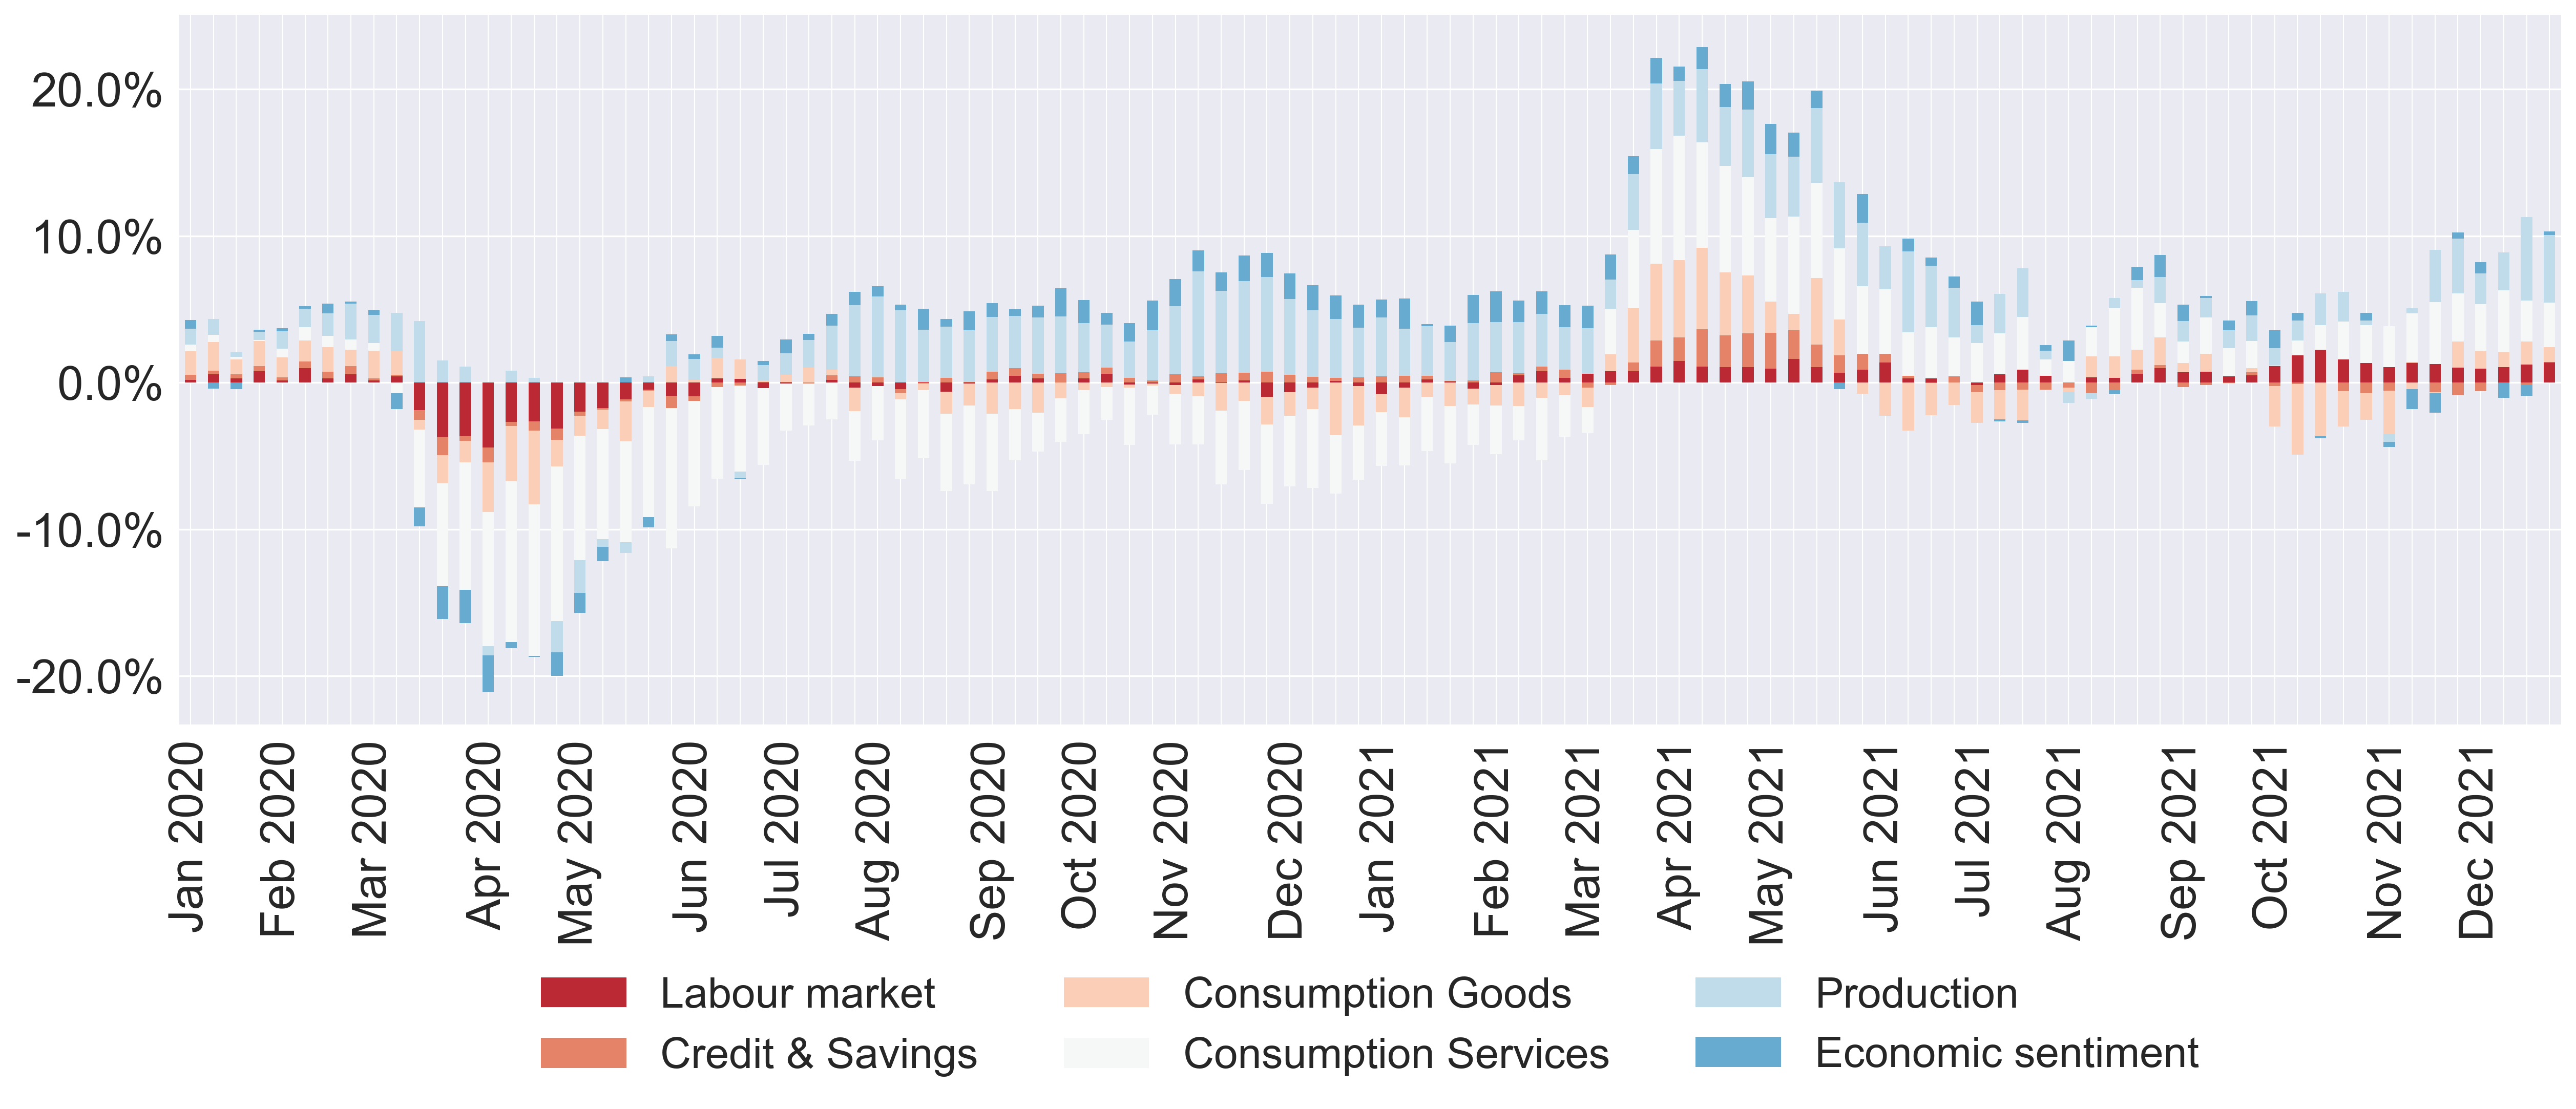 20.0%
10.0%
0.0%
-10.0%
-20.0%
Jan 2020
Feb 2020
Mar 2020
Apr 2020
May 2020
Jun 2020
Jul 2020
Aug 2020
Sep 2020
Oct 2020
Nov 2020
Dec 2020
Jan 2021
Feb 2021
Mar 2021
Apr 2021
May 2021
Jun 2021
Jul 2021
Aug 2021
Sep 2021
Oct 2021
Nov 2021
Dec 2021
Labour market
Consumption Goods
Production
Credit & Savings
Consumption Services
Economic sentiment